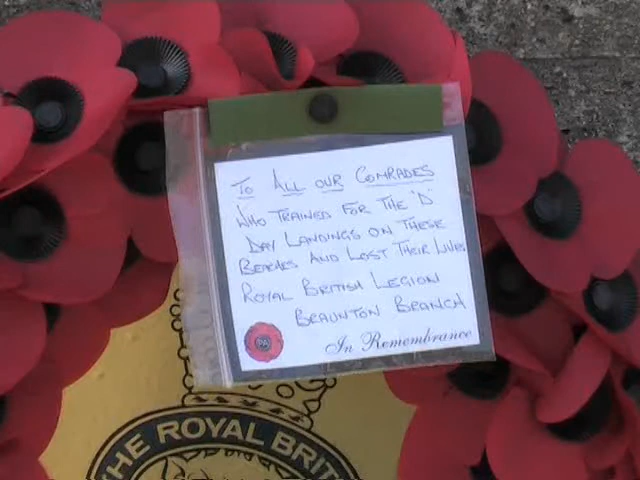 To All our Comrades
Who trained for the 'D'
Day Landings on these
Beaches and lost their lives
Royal British Legion
Braunton Branch
In Remembrance
THE ROYAL BRIT